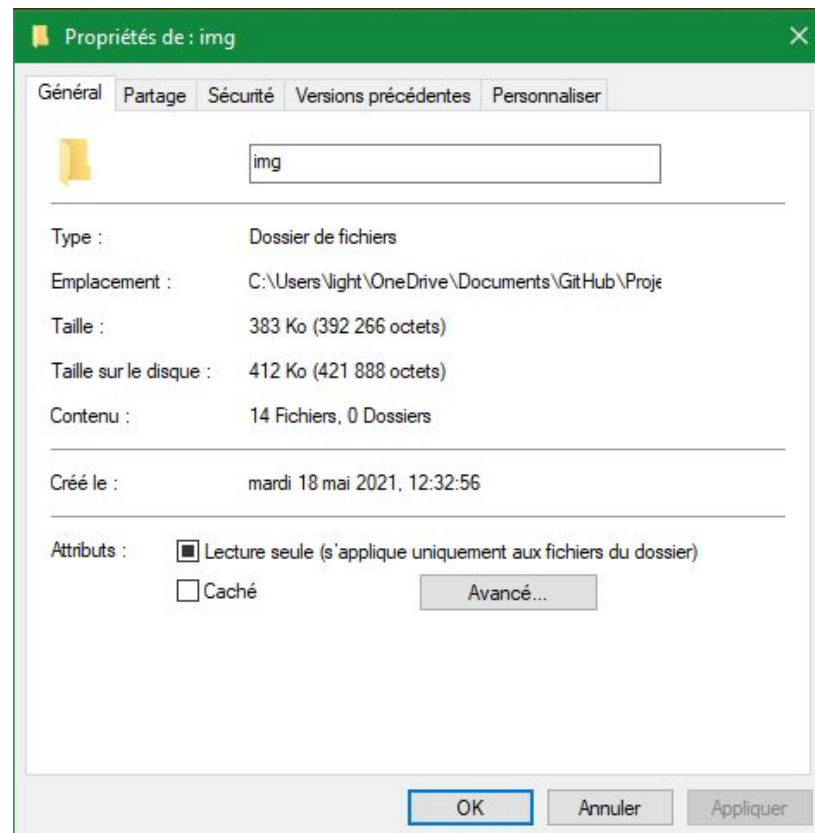 Propriétés de : img
Général Partage Sécurité Versions précédentes Personnaliser
img
Type : Dossier de fichiers
Emplacement : C:\Users\light\OneDrive\Documents\GitHub\Proje
Taille : 383 Ko (392 266 octets)
Taille sur le disque : 412 Ko (421 888 octets)
Contenu : 14 Fichiers, 0 Dossiers
Créé le : mardi 18 mai 2021, 12:32:56
Attributs : Lecture seule (s'applique uniquement aux fichiers du dossier)
Caché Avancé...
OK Annuler Appliquer